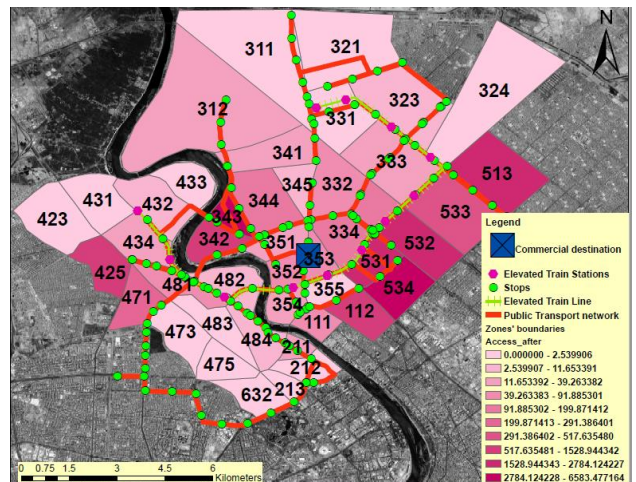 N
311
321
324
323
312
331
341
333
513
433
345
332
344
533
431
432
423
343
334
434
342
351
532
353
425
352
531
481
482
355
534
471
354
112
111
473
483
484
211
475
212
213
632
Legend
Commercial destination
Elevated Train Stations
Stops
Elevated Train Line
Public Transport network
Zones' boundaries
Access_after
0.000000 - 2.539906
2.539907 - 11.653391
11.653392 - 39.263382
39.263383 - 91.885301
91.885302 - 199.871412
199.871413 - 291.386401
291.386402 - 517.635480
517.635481 - 1528.944342
1528.944343 - 2784.124227
2784.124228 - 6583.477164
0 0.75 1.5 3 4.5 6
Kilometers